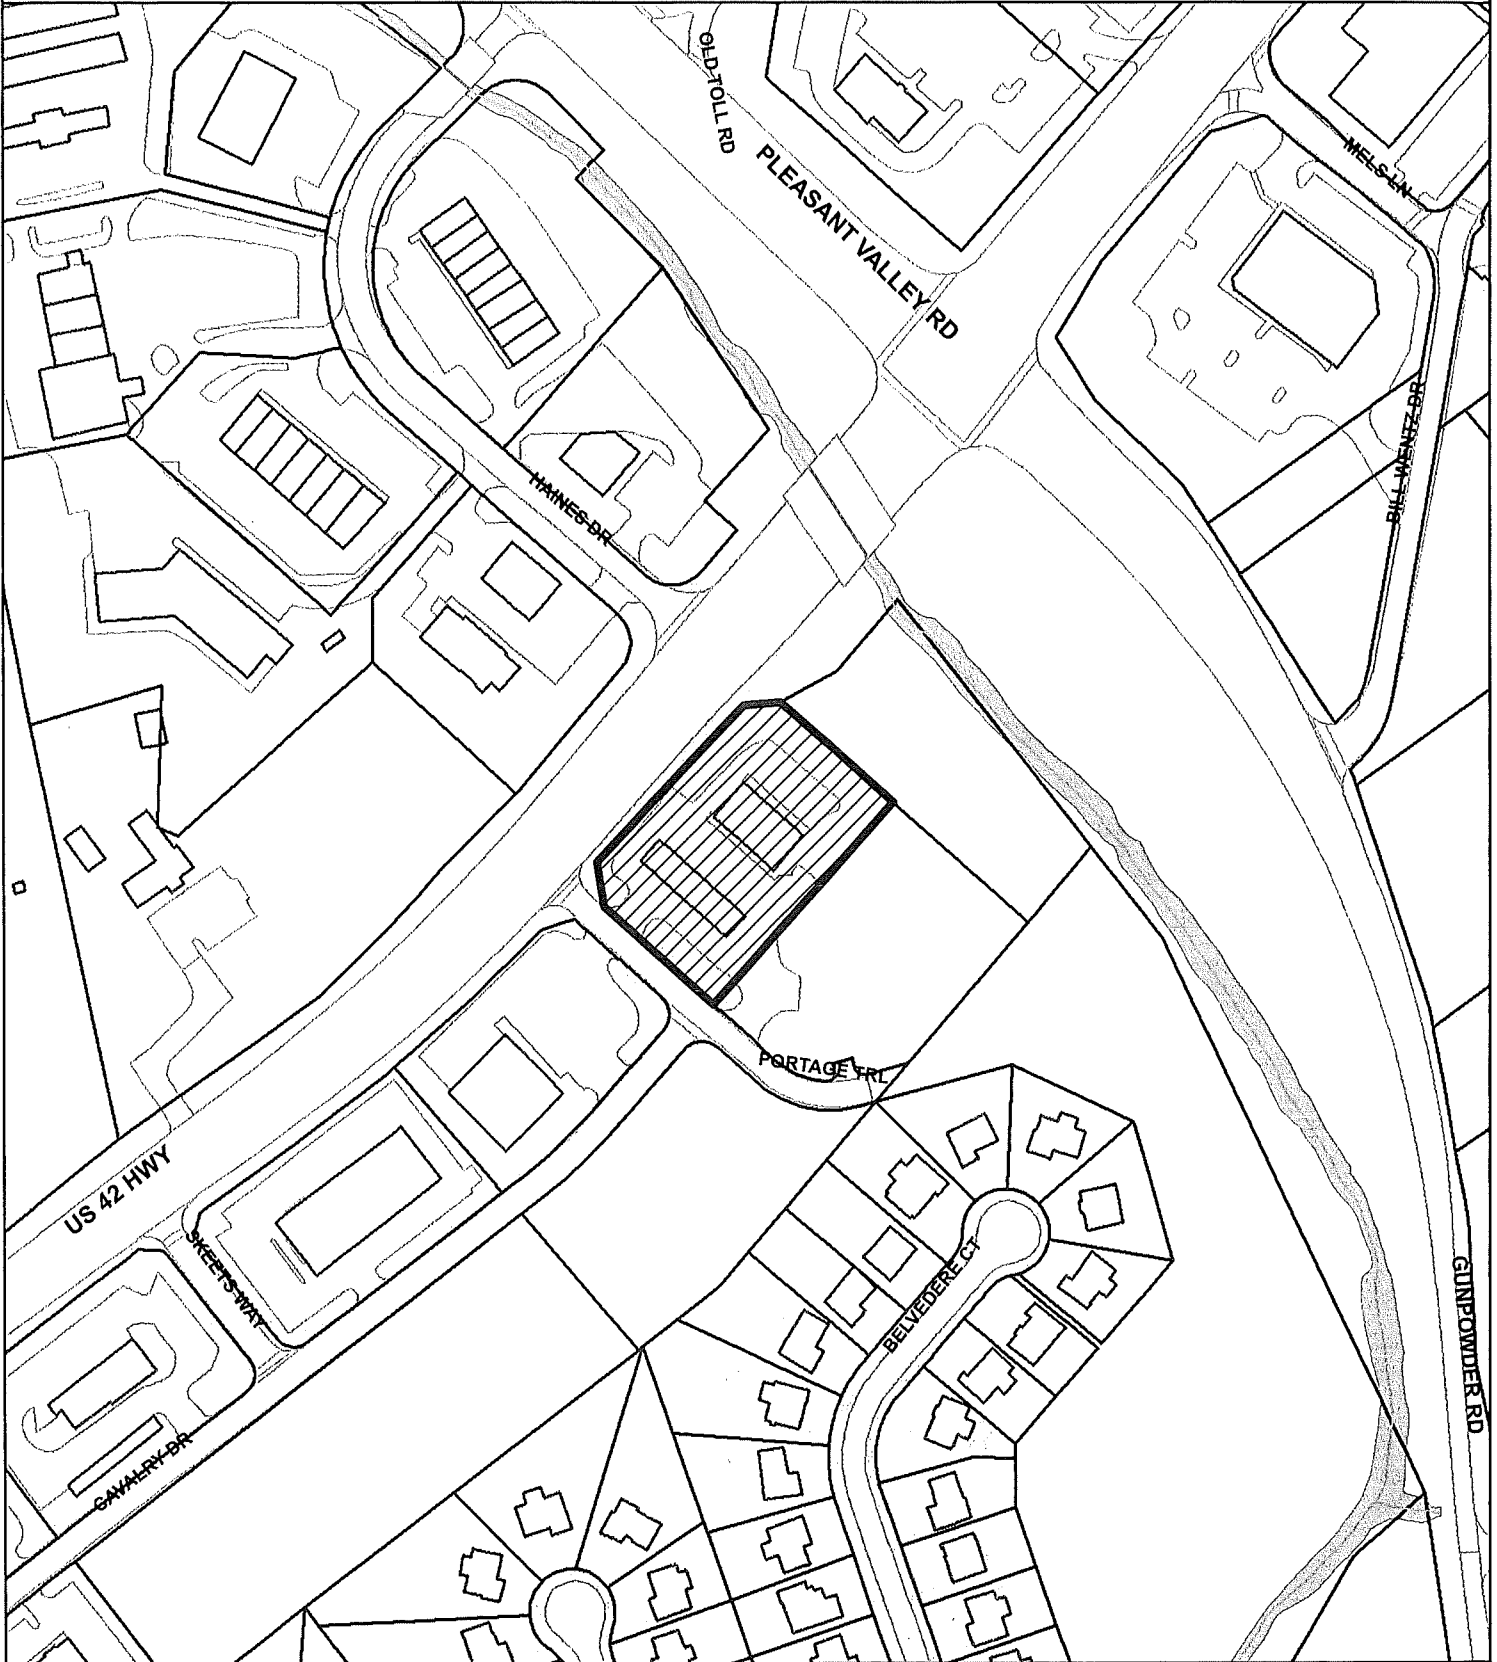 OLD TOLL RD
PLEASANT VALLEY RD
MELS LN
BILL WENTZ DR
HAINES DR
PORTAGE TRL
US 42 HWY
SKEETS WAY
BELVEDERE CT
GUNPOWDER RD
CAVALRY DR